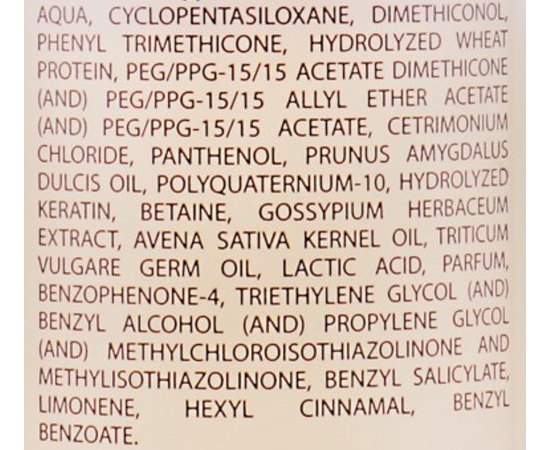 AQUA, CYCLOPENTASILOXANE, DIMETHICONOL,
PHENYL TRIMETHICONE, HYDROLYZED WHEAT
PROTEIN, PEG/PPG-15/15 ACETATE DIMETHICONE
(AND) PEG/PPG-15/15 ALLYL ETHER ACETATE
(AND) PEG/PPG-15/15 ACETATE, CETRIMONIUM
CHLORIDE, PANTHENOL, PRUNUS AMYGDALUS
DULCIS OIL, POLYQUATERNIUM-10, HYDROLYZED
KERATIN, BETAINE, GOSSYPIUM HERBACEUM
EXTRACT, AVENA SATIVA KERNEL OIL, TRITICUM
VULGARE GERM OIL, LACTIC ACID, PARFUM,
BENZOPHENONE-4, TRIETHYLENE GLYCOL (AND)
BENZYL ALCOHOL (AND) PROPYLENE GLYCOL
(AND) METHYLCHLOROISOTHIAZOLINONE AND
METHYLISOTHIAZOLINONE, BENZYL SALICYLATE,
LIMONENE, HEXYL CINNAMAL, BENZYL
BENZOATE.